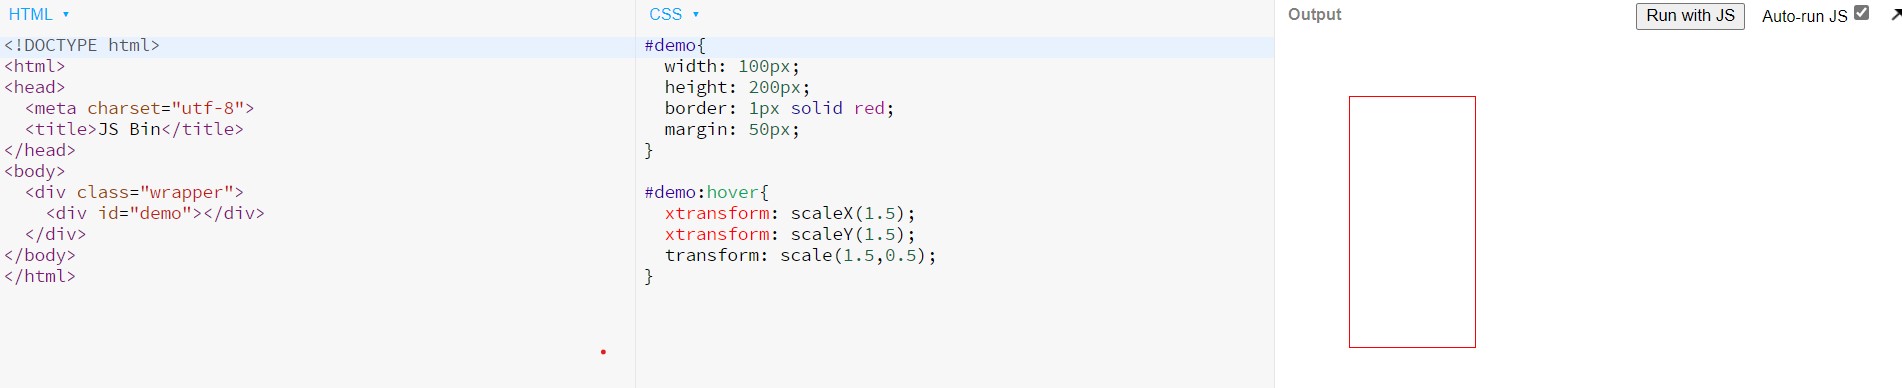 HTML ▾
<!DOCTYPE html>
<html>
<head>
  <meta charset="utf-8">
  <title>JS Bin</title>
</head>
<body>
  <div class="wrapper">
    <div id="demo"></div>
  </div>
</body>
</html>
CSS ▾
#demo{
  width: 100px;
  height: 200px;
  border: 1px solid red;
  margin: 50px;
}

#demo:hover{
  xtransform: scaleX(1.5);
  xtransform: scaleY(1.5);
  transform: scale(1.5,0.5);
}
Output Run with JS Auto-run JS